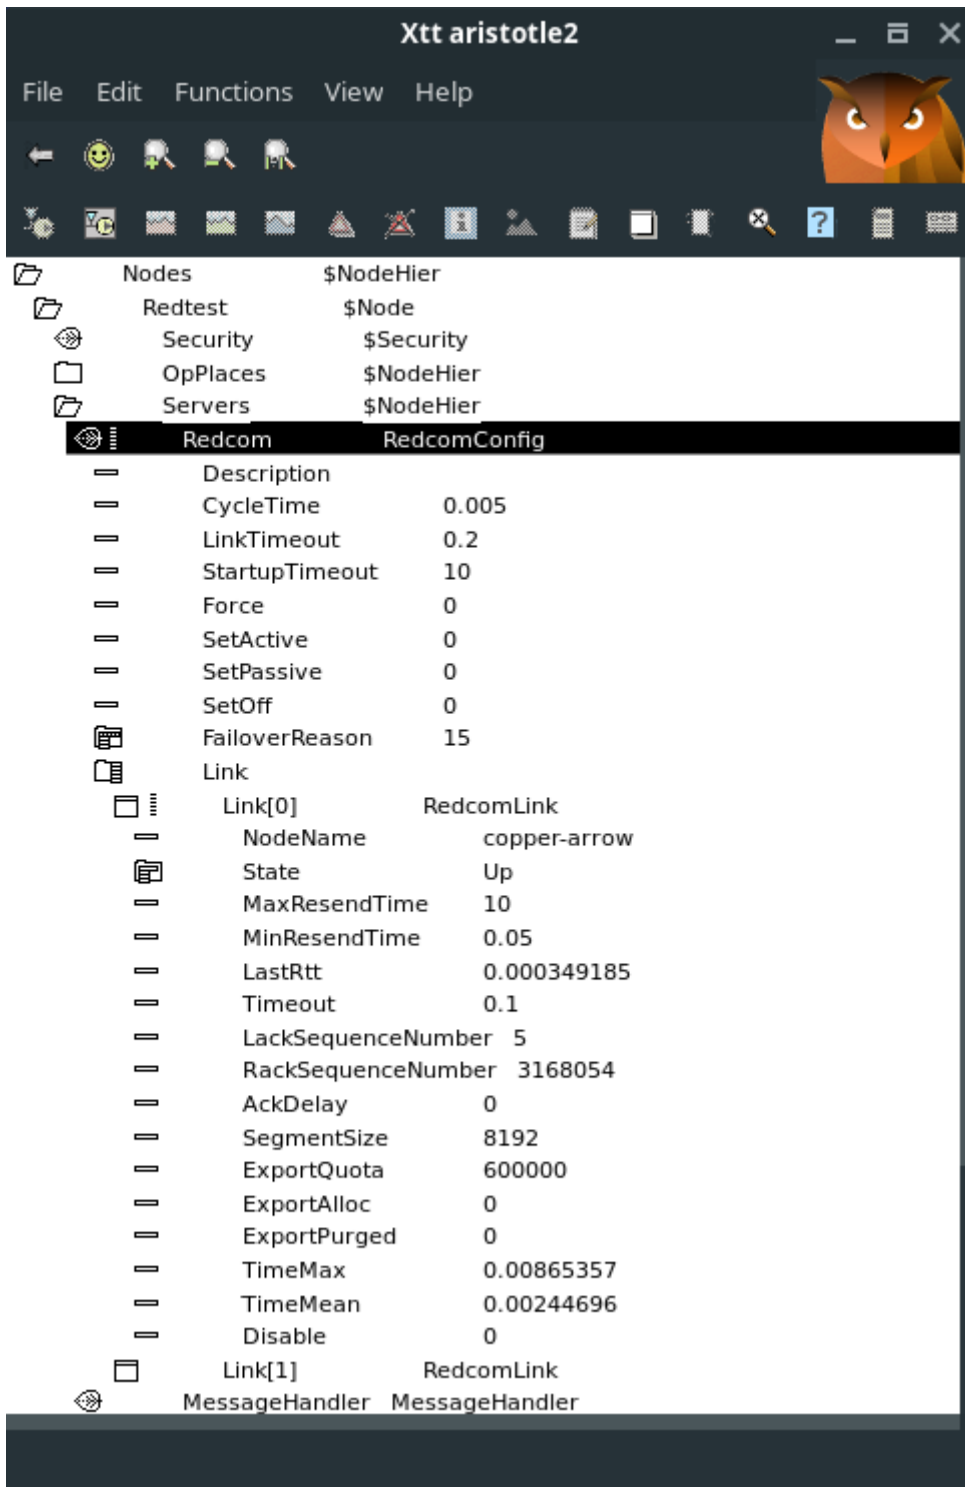 Xtt aristotle2
File Edit Functions View Help
Nodes $NodeHier
Redtest $Node
Security $Security
OpPlaces $NodeHier
Servers $NodeHier
Redcom RedcomConfig
Description
CycleTime 0.005
LinkTimeout 0.2
StartupTimeout 10
Force 0
SetActive 0
SetPassive 0
SetOff 0
FailoverReason 15
Link
Link[0] RedcomLink
NodeName copper-arrow
State Up
MaxResendTime 10
MinResendTime 0.05
LastRtt 0.000349185
Timeout 0.1
LackSequenceNumber 5
RackSequenceNumber 3168054
AckDelay 0
SegmentSize 8192
ExportQuota 600000
ExportAlloc 0
ExportPurged 0
TimeMax 0.00865357
TimeMean 0.00244696
Disable 0
Link[1] RedcomLink
MessageHandler MessageHandler